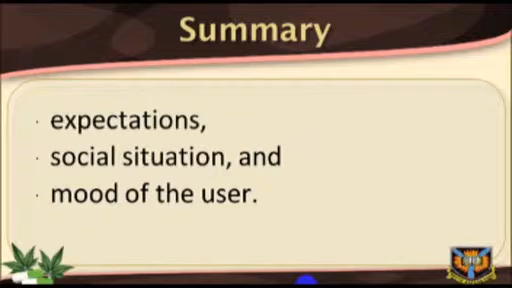 Summary
· expectations,
· social situation, and
· mood of the user.